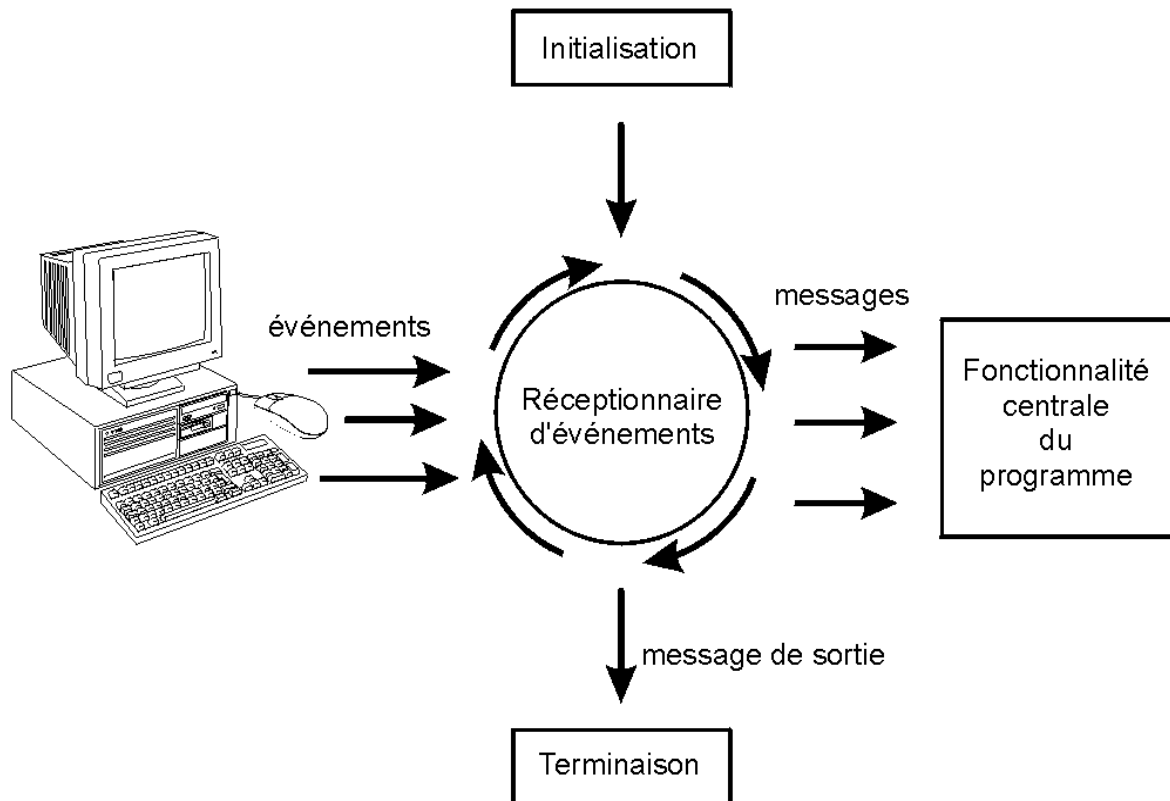 Initialisation
événements
messages
Réceptionnaire
d'événements
Fonctionnalité
centrale
du
programme
message de sortie
Terminaison